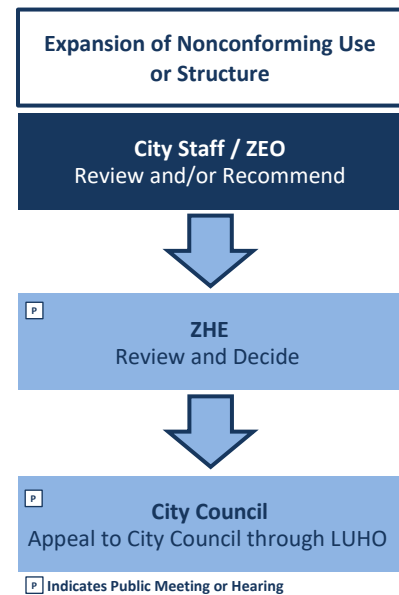 Expansion of Nonconforming Use
or Structure
City Staff / ZEO
Review and/or Recommend
P
ZHE
Review and Decide
P
City Council
Appeal to City Council through LUHO
P Indicates Public Meeting or Hearing